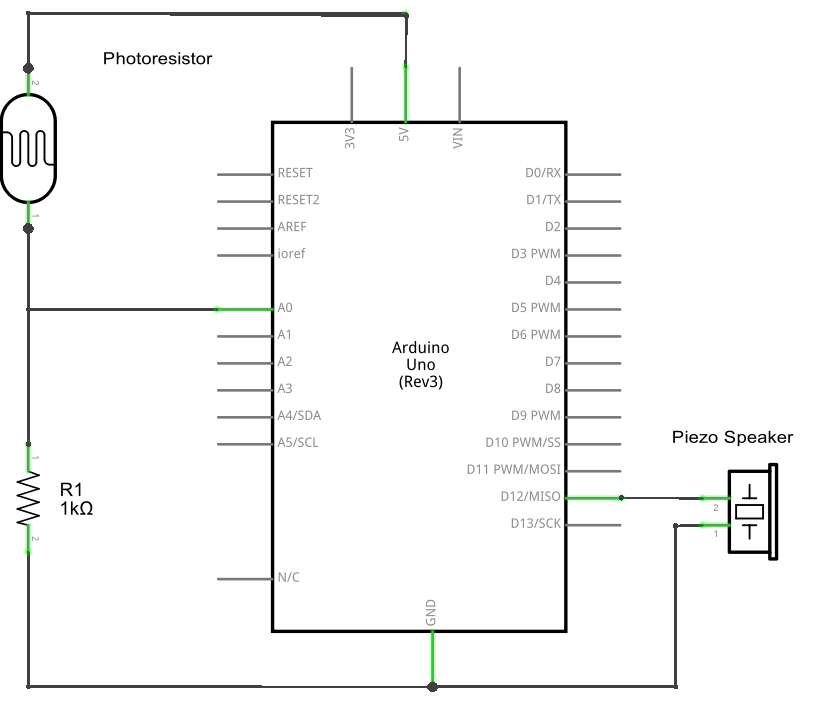 Photoresistor
2
1
3V3
5V
VIN
RESET
RESET2
AREF
ioref
A0
A1
A2
A3
A4/SDA
A5/SCL
N/C
Arduino
Uno
(Rev3)
D0/RX
D1/TX
D2
D3 PWM
D4
D5 PWM
D6 PWM
D7
D8
D9 PWM
D10 PWM/SS
D11 PWM/MOSI
D12/MISO
D13/SCK
GND
Piezo Speaker
2
1
1
R1
1kΩ
2